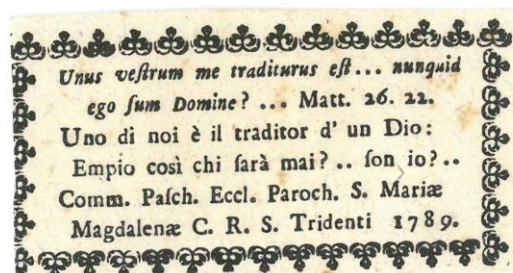 Unus veſtrum me traditurus eſt... nunquid
ego ſum Domine? ... Matt. 26. 22.
Uno di noi è il traditor d' un Dio:
Empio così chi ſarà mai? .. ſon io? ..
Comm. Paſch. Eccl. Paroch. S. Mariæ
Magdalenæ C. R. S. Tridenti 1789.